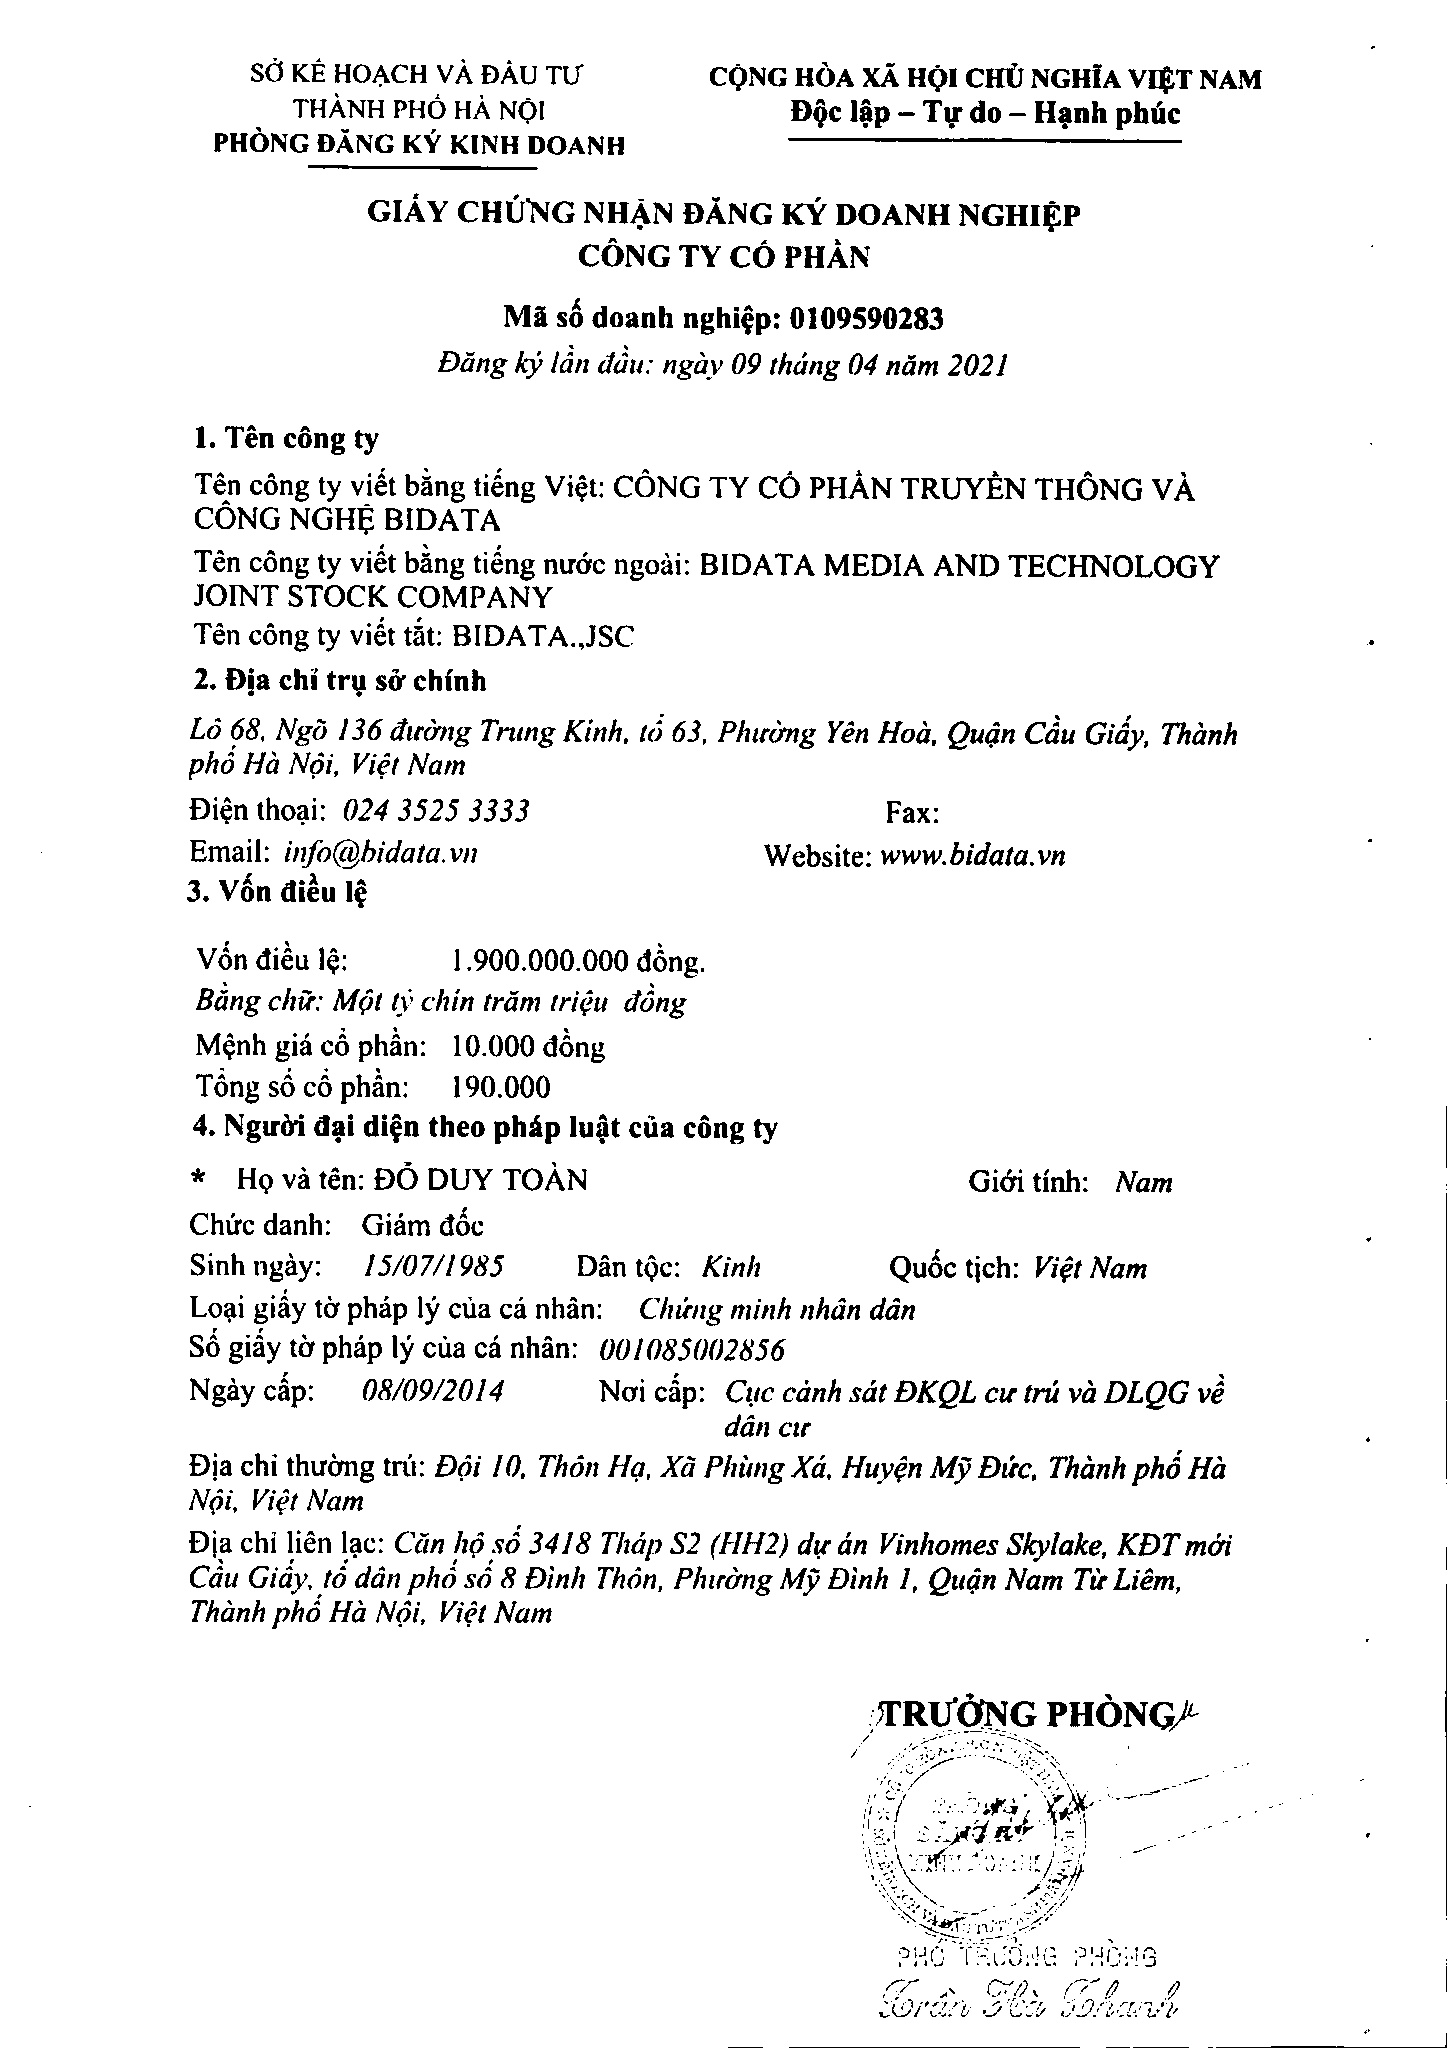 SỞ KẾ HOẠCH VÀ ĐẦU TƯ
THÀNH PHỐ HÀ NỘI
PHÒNG ĐĂNG KÝ KINH DOANH
CỘNG HÒA XÃ HỘI CHỦ NGHĨA VIỆT NAM
Độc lập – Tự do – Hạnh phúc
GIẤY CHỨNG NHẬN ĐĂNG KÝ DOANH NGHIỆP
CÔNG TY CỔ PHẦN
Mã số doanh nghiệp: 0109590283
Đăng ký lần đầu: ngày 09 tháng 04 năm 2021
1. Tên công ty
Tên công ty viết bằng tiếng Việt: CÔNG TY CỔ PHẦN TRUYỀN THÔNG VÀ
CÔNG NGHỆ BIDATA
Tên công ty viết bằng tiếng nước ngoài: BIDATA MEDIA AND TECHNOLOGY
JOINT STOCK COMPANY
Tên công ty viết tắt: BIDATA.,JSC
2. Địa chỉ trụ sở chính
Lô 68, Ngõ 136 đường Trung Kính, tổ 63, Phường Yên Hoà, Quận Cầu Giấy, Thành
phố Hà Nội, Việt Nam
Điện thoại: 024 3525 3333 Fax:
Email: info@bidata.vn Website: www.bidata.vn
3. Vốn điều lệ
Vốn điều lệ: 1.900.000.000 đồng.
Bằng chữ: Một tỷ chín trăm triệu đồng
Mệnh giá cổ phần: 10.000 đồng
Tổng số cổ phần: 190.000
4. Người đại diện theo pháp luật của công ty
* Họ và tên: ĐỖ DUY TOÀN Giới tính: Nam
Chức danh: Giám đốc
Sinh ngày: 15/07/1985 Dân tộc: Kinh Quốc tịch: Việt Nam
Loại giấy tờ pháp lý của cá nhân: Chứng minh nhân dân
Số giấy tờ pháp lý của cá nhân: 001085002856
Ngày cấp: 08/09/2014 Nơi cấp: Cục cảnh sát ĐKQL cư trú và DLQG về
dân cư
Địa chỉ thường trú: Đội 10, Thôn Hạ, Xã Phùng Xá, Huyện Mỹ Đức, Thành phố Hà
Nội, Việt Nam
Địa chỉ liên lạc: Căn hộ số 3418 Tháp S2 (HH2) dự án Vinhomes Skylake, KĐT mới
Cầu Giấy, tổ dân phố số 8 Đình Thôn, Phường Mỹ Đình 1, Quận Nam Từ Liêm,
Thành phố Hà Nội, Việt Nam
TRƯỞNG PHÒNG
PHÒNG
ĐĂNG KÝ
KINH DOANH
PHÓ TRƯỞNG PHÒNG
Trần Hà Thanh